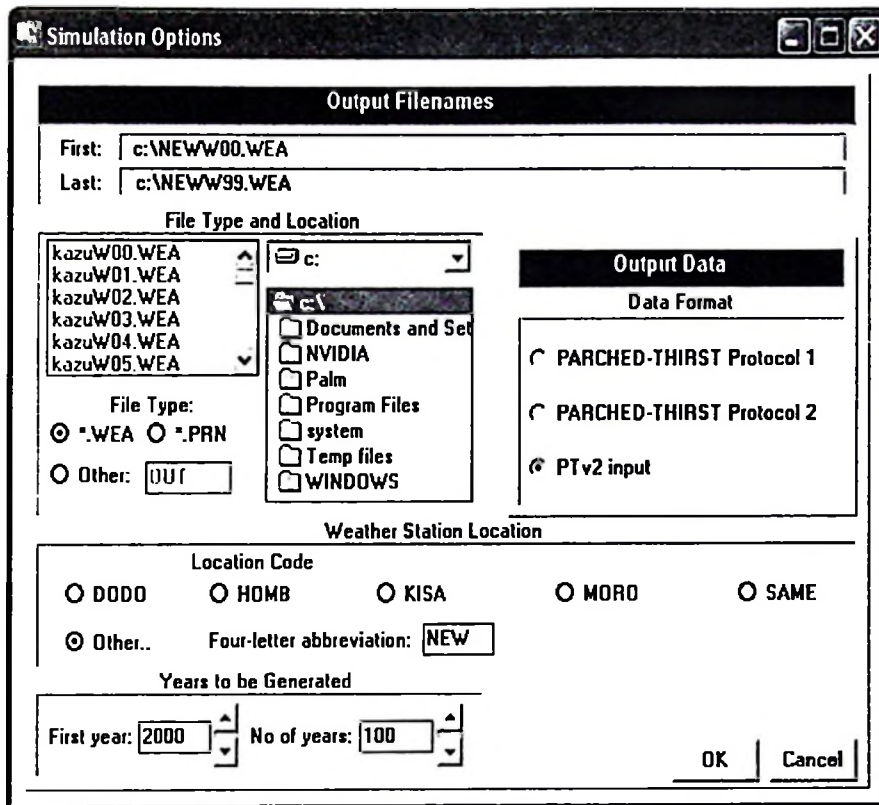 Simulation Options
Output Filenames
First: c:\NEWW00.WEA
Last: c:\NEWW99.WEA
File Type and Location
kazuW00.WEA
kazuW01.WEA
kazuW02.WEA
kazuW03.WEA
kazuW04.WEA
kazuW05.WEA
c:
c:\
Documents and Set
NVIDIA
Palm
Program Files
system
Temp files
WINDOWS
File Type:
*.WEA *.PRN
Other: OUT
Output Data
Data Format
PARCHED-THIRST Protocol 1
PARCHED-THIRST Protocol 2
PTv2 input
Weather Station Location
Location Code
DODO HOMB KISA MORO SAME
Other.. Four-letter abbreviation: NEW
Years to be Generated
First year: 2000 No of years: 100
OK Cancel